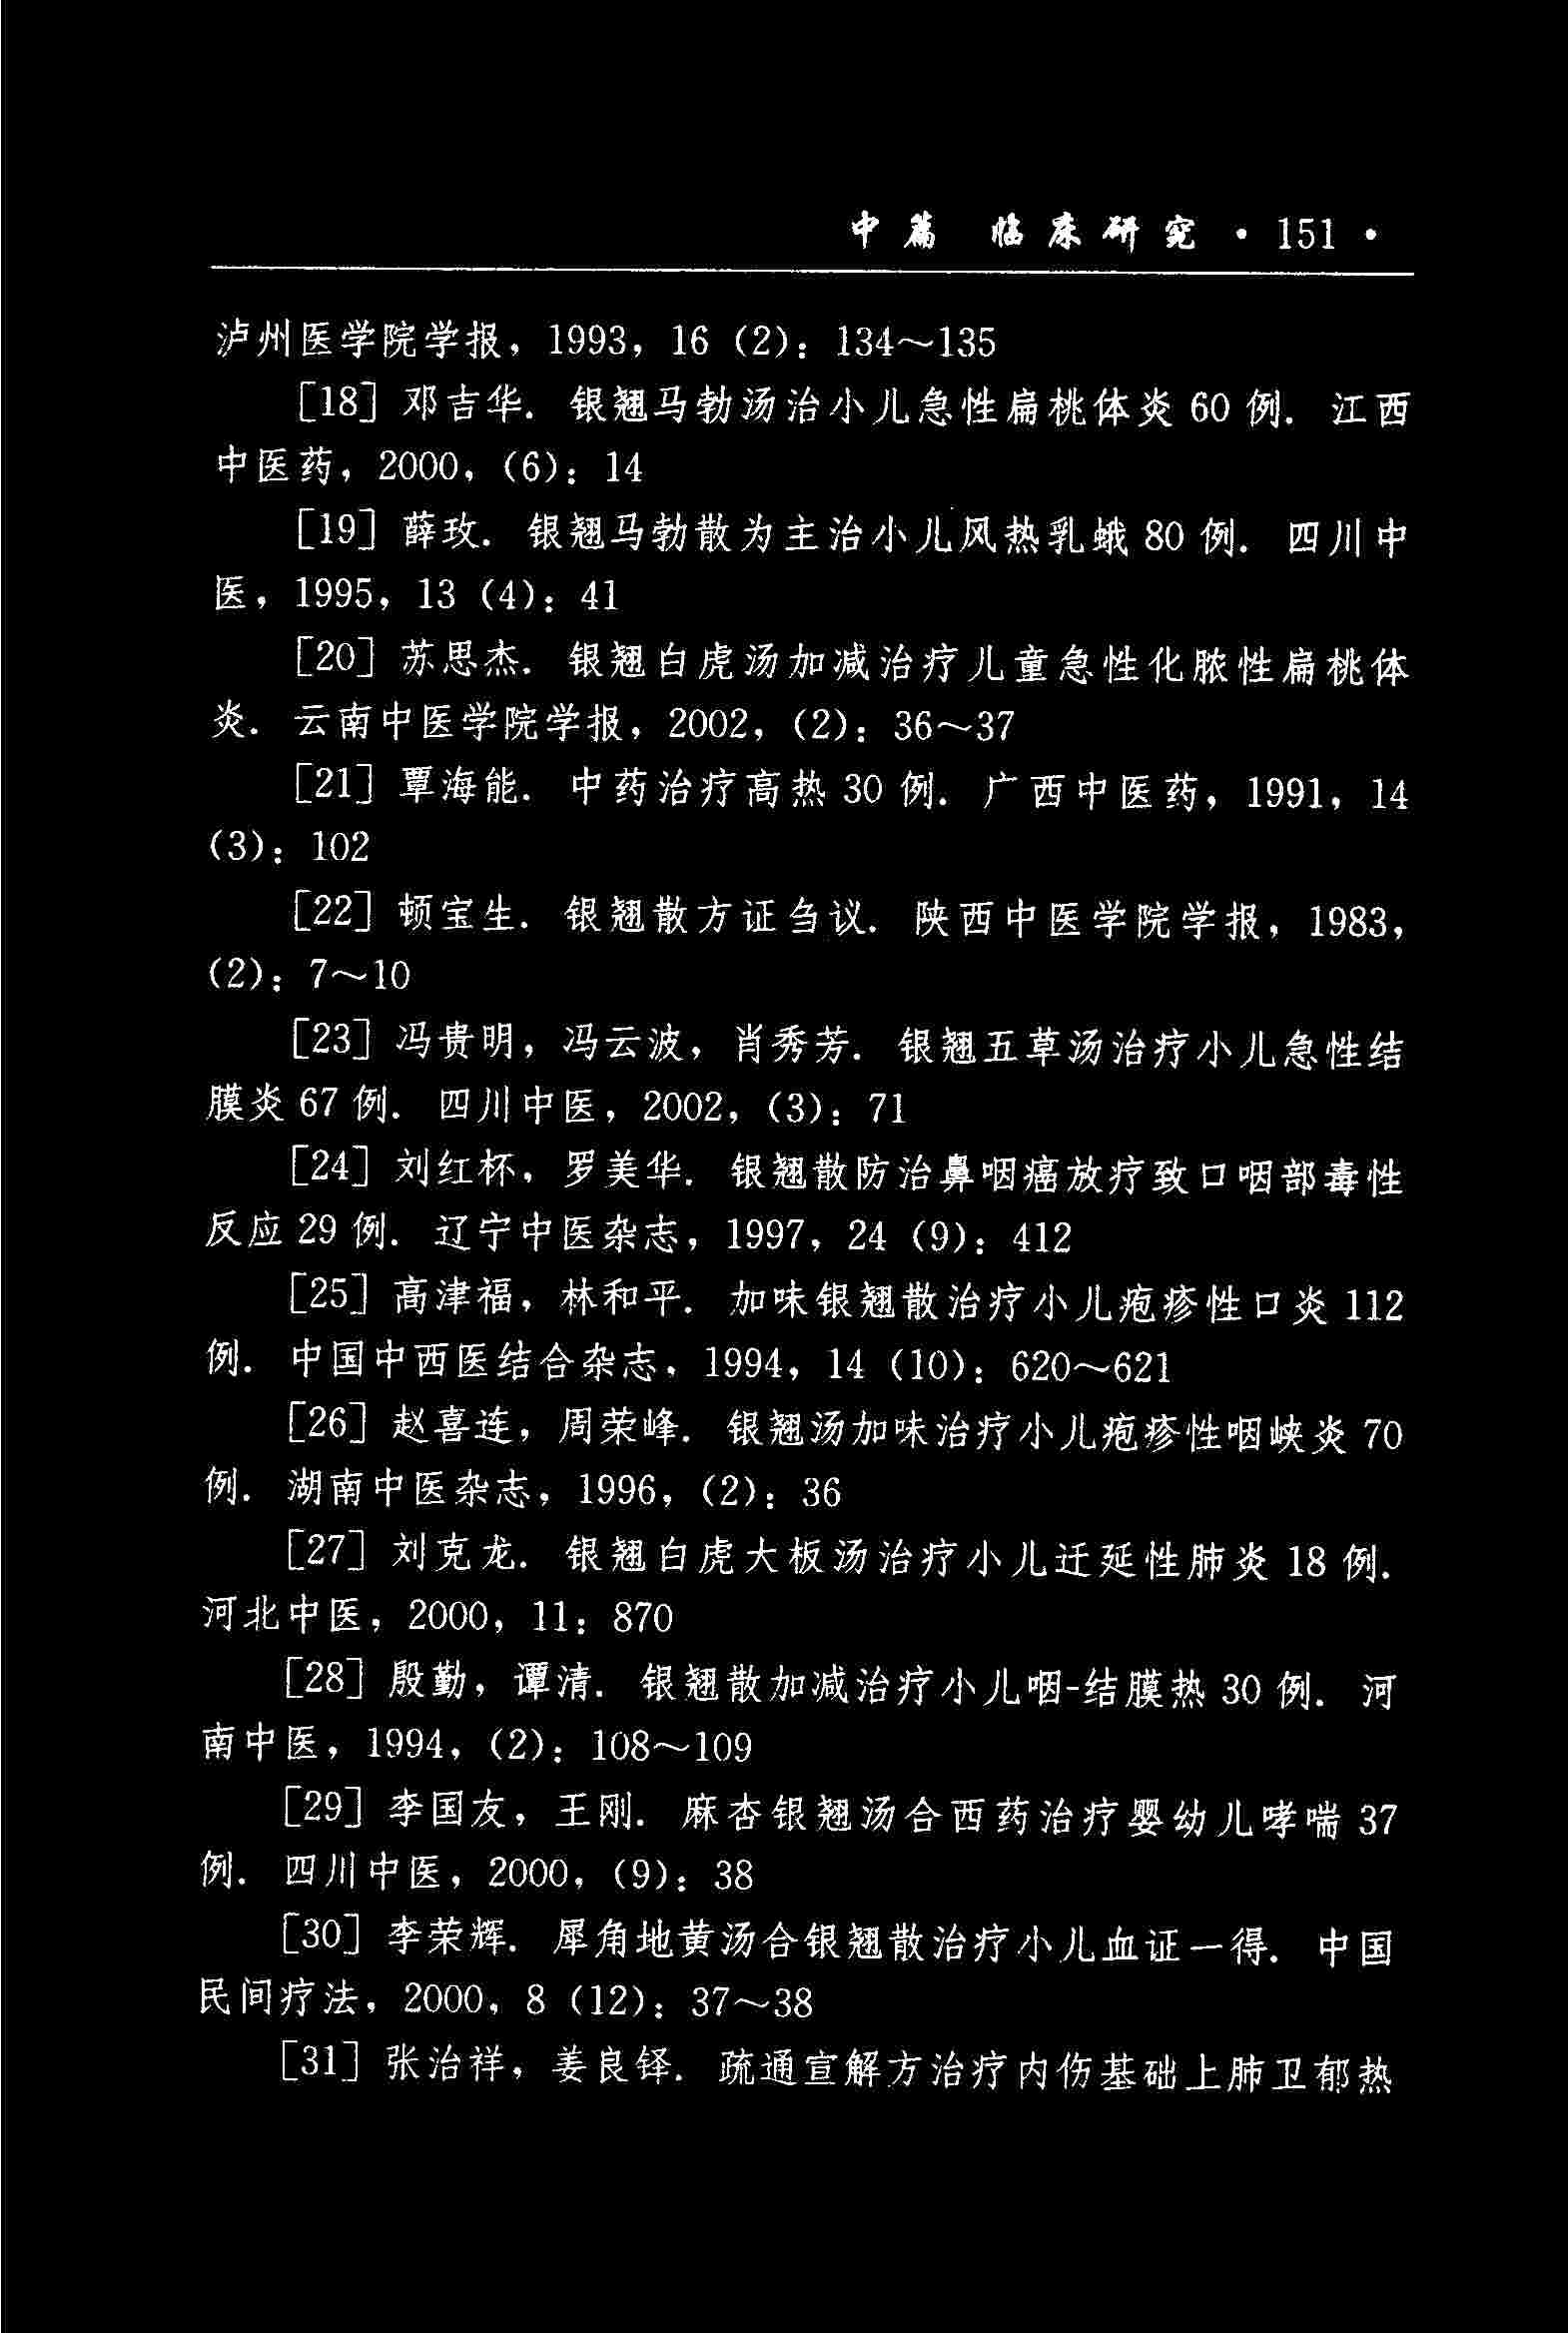 中篇 临床研究 · 151 ·
泸州医学院学报，1993，16（2）：134～135
[18] 邓吉华． 银翘马勃汤治小儿急性扁桃体炎 60 例． 江西
中医药，2000，（6）：14
[19] 薛玫． 银翘马勃散为主治小儿风热乳蛾 80 例． 四川中
医，1995，13（4）：41
[20] 苏思杰． 银翘白虎汤加减治疗儿童急性化脓性扁桃体
炎． 云南中医学院学报，2002，（2）：36～37
[21] 覃海能． 中药治疗高热 30 例． 广西中医药，1991，14
（3）：102
[22] 顿宝生． 银翘散方证刍议． 陕西中医学院学报，1983，
（2）：7～10
[23] 冯贵明，冯云波，肖秀芳． 银翘五草汤治疗小儿急性结
膜炎 67 例． 四川中医，2002，（3）：71
[24] 刘红杯，罗美华． 银翘散防治鼻咽癌放疗致口咽部毒性
反应 29 例． 辽宁中医杂志，1997，24（9）：412
[25] 高津福，林和平． 加味银翘散治疗小儿疱疹性口炎 112
例． 中国中西医结合杂志，1994，14（10）：620～621
[26] 赵喜连，周荣峰． 银翘汤加味治疗小儿疱疹性咽峡炎 70
例． 湖南中医杂志，1996，（2）：36
[27] 刘克龙． 银翘白虎大板汤治疗小儿迁延性肺炎 18 例．
河北中医，2000，11：870
[28] 殷勤，谭清． 银翘散加减治疗小儿咽-结膜热 30 例． 河
南中医，1994，（2）：108～109
[29] 李国友，王刚． 麻杏银翘汤合西药治疗婴幼儿哮喘 37
例． 四川中医，2000，（9）：38
[30] 李荣辉． 犀角地黄汤合银翘散治疗小儿血证一得． 中国
民间疗法，2000，8（12）：37～38
[31] 张治祥，姜良铎． 疏通宣解方治疗内伤基础上肺卫郁热